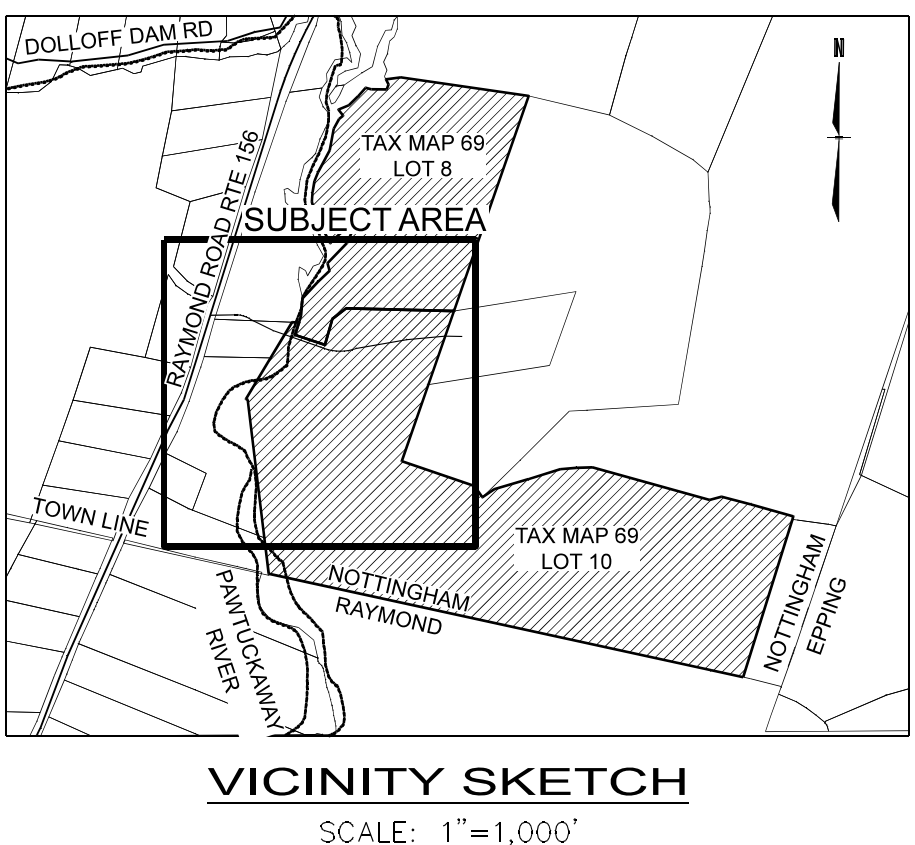 DOLLOFF DAM RD
N
TAX MAP 69
LOT 8
RAYMOND ROAD RTE 156
SUBJECT AREA
TOWN LINE
TAX MAP 69
LOT 10
NOTTINGHAM
RAYMOND
NOTTINGHAM
EPPING
PAWTUCKAWAY
RIVER
VICINITY SKETCH
SCALE: 1"=1,000'